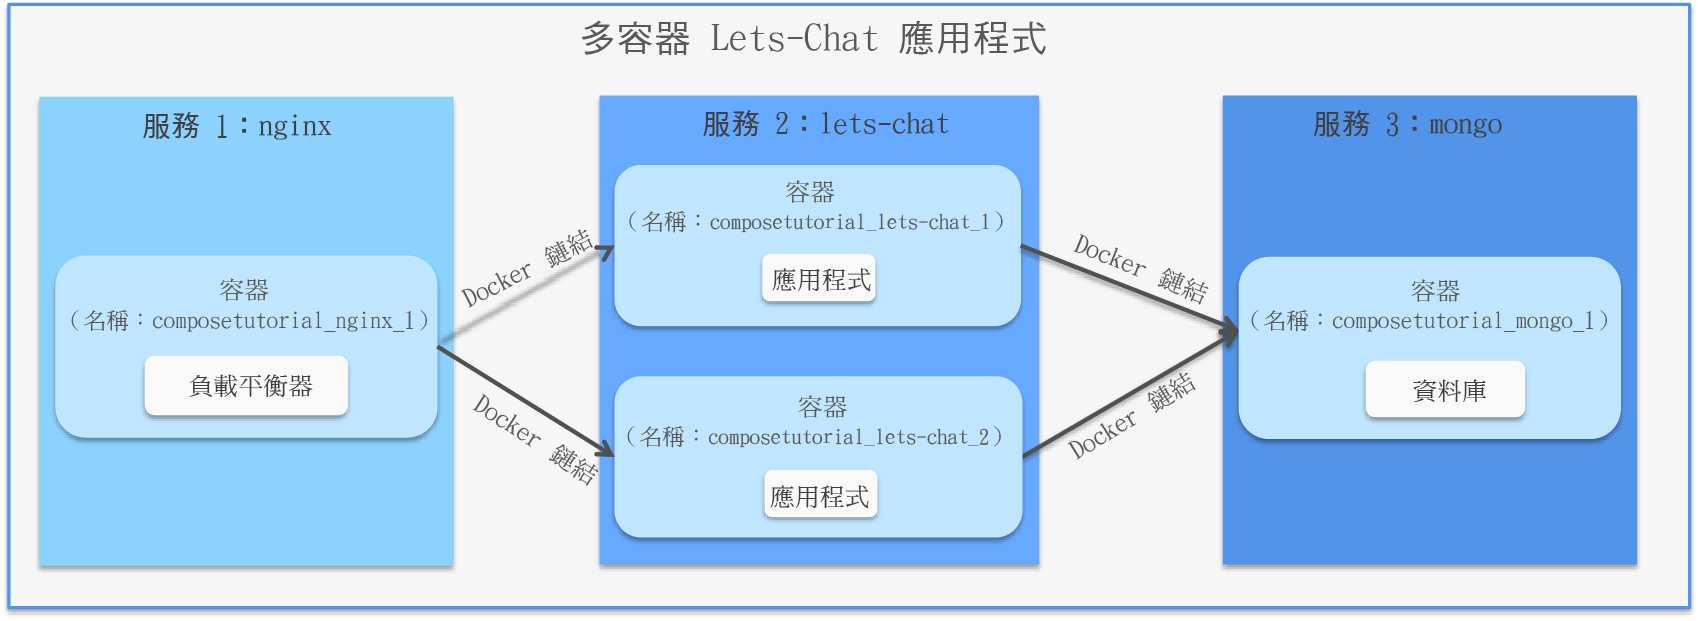 多容器 Lets-Chat 應用程式
服務 1：nginx
容器
（名稱：composetutorial_nginx_1）
負載平衡器
Docker 鏈結
Docker 鏈結
服務 2：lets-chat
容器
（名稱：composetutorial_lets-chat_1）
應用程式
容器
（名稱：composetutorial_lets-chat_2）
應用程式
Docker 鏈結
Docker 鏈結
服務 3：mongo
容器
（名稱：composetutorial_mongo_1）
資料庫